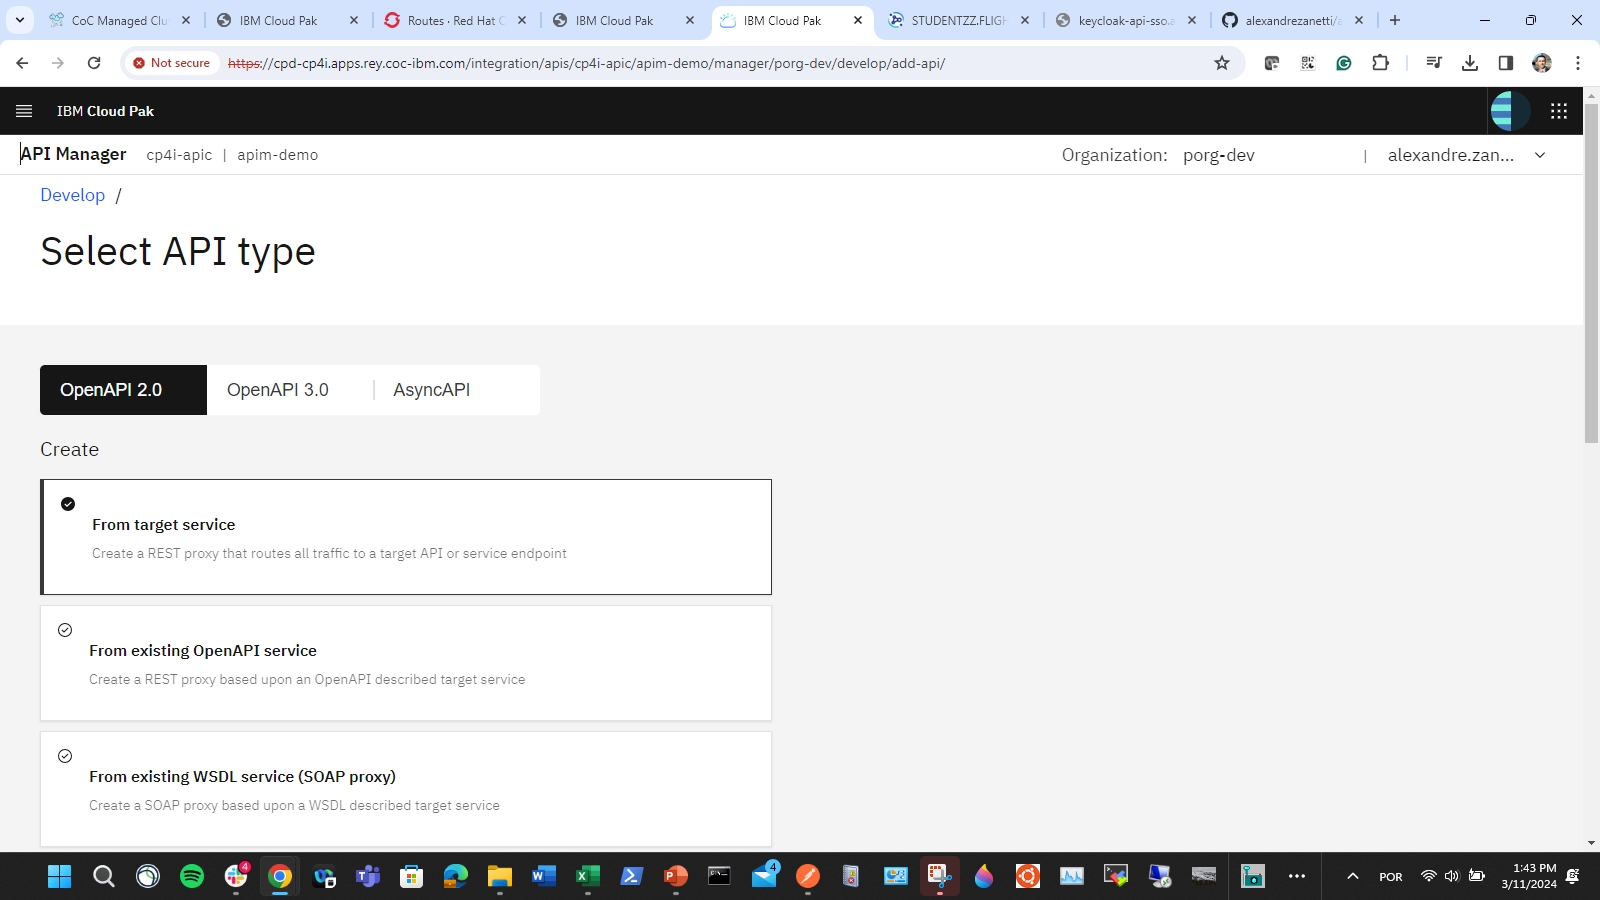 CoC Managed Clu
IBM Cloud Pak
Routes · Red Hat C
IBM Cloud Pak
IBM Cloud Pak
STUDENTZZ.FLIGH
keycloak-api-sso.a
alexandrezanetti/a
Not secure
https://cpd-cp4i.apps.rey.coc-ibm.com/integration/apis/cp4i-apic/apim-demo/manager/porg-dev/develop/add-api/
IBM Cloud Pak
API Manager cp4i-apic | apim-demo
Organization: porg-dev | alexandre.zan...
Develop /
Select API type
OpenAPI 2.0
OpenAPI 3.0
AsyncAPI
Create
From target service
Create a REST proxy that routes all traffic to a target API or service endpoint
From existing OpenAPI service
Create a REST proxy based upon an OpenAPI described target service
From existing WSDL service (SOAP proxy)
Create a SOAP proxy based upon a WSDL described target service
4
4
POR
1:43 PM
3/11/2024